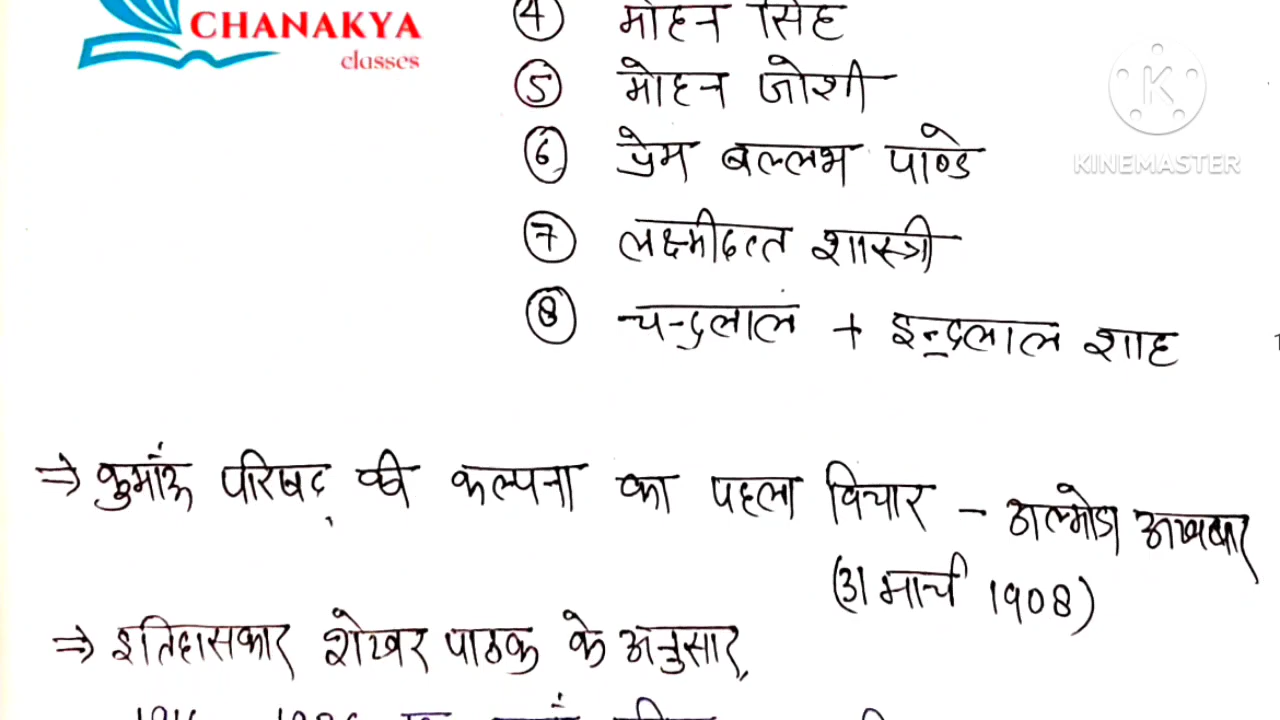 CHANAKYA
classes
④ मोहन सिंह
⑤ मोहन जोशी
⑥ प्रेम बल्लभ पाण्डे
⑦ लक्ष्मीदत्त शास्त्री
⑧ चन्द्रलाल + इन्द्रलाल शाह
KINEMASTER
⇒ कुमाऊं परिषद् की कल्पना का पहला विचार - अल्मोडा अखबार
(31 मार्च 1908)
⇒ इतिहासकार शेखर पाठक के अनुसार,